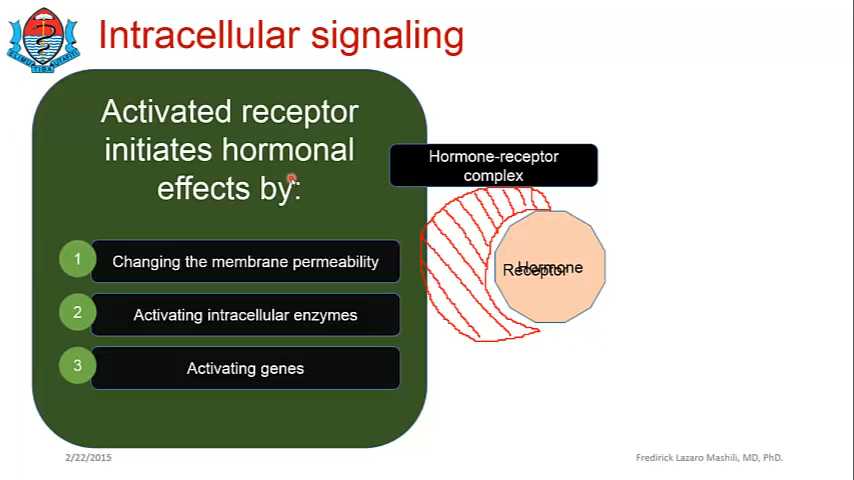 Intracellular signaling
Activated receptor
initiates hormonal
effects by:
1 Changing the membrane permeability
2 Activating intracellular enzymes
3 Activating genes
Hormone-receptor
complex
Hormone
Receptor
2/22/2015
Fredirick Lazaro Mashili, MD, PhD.